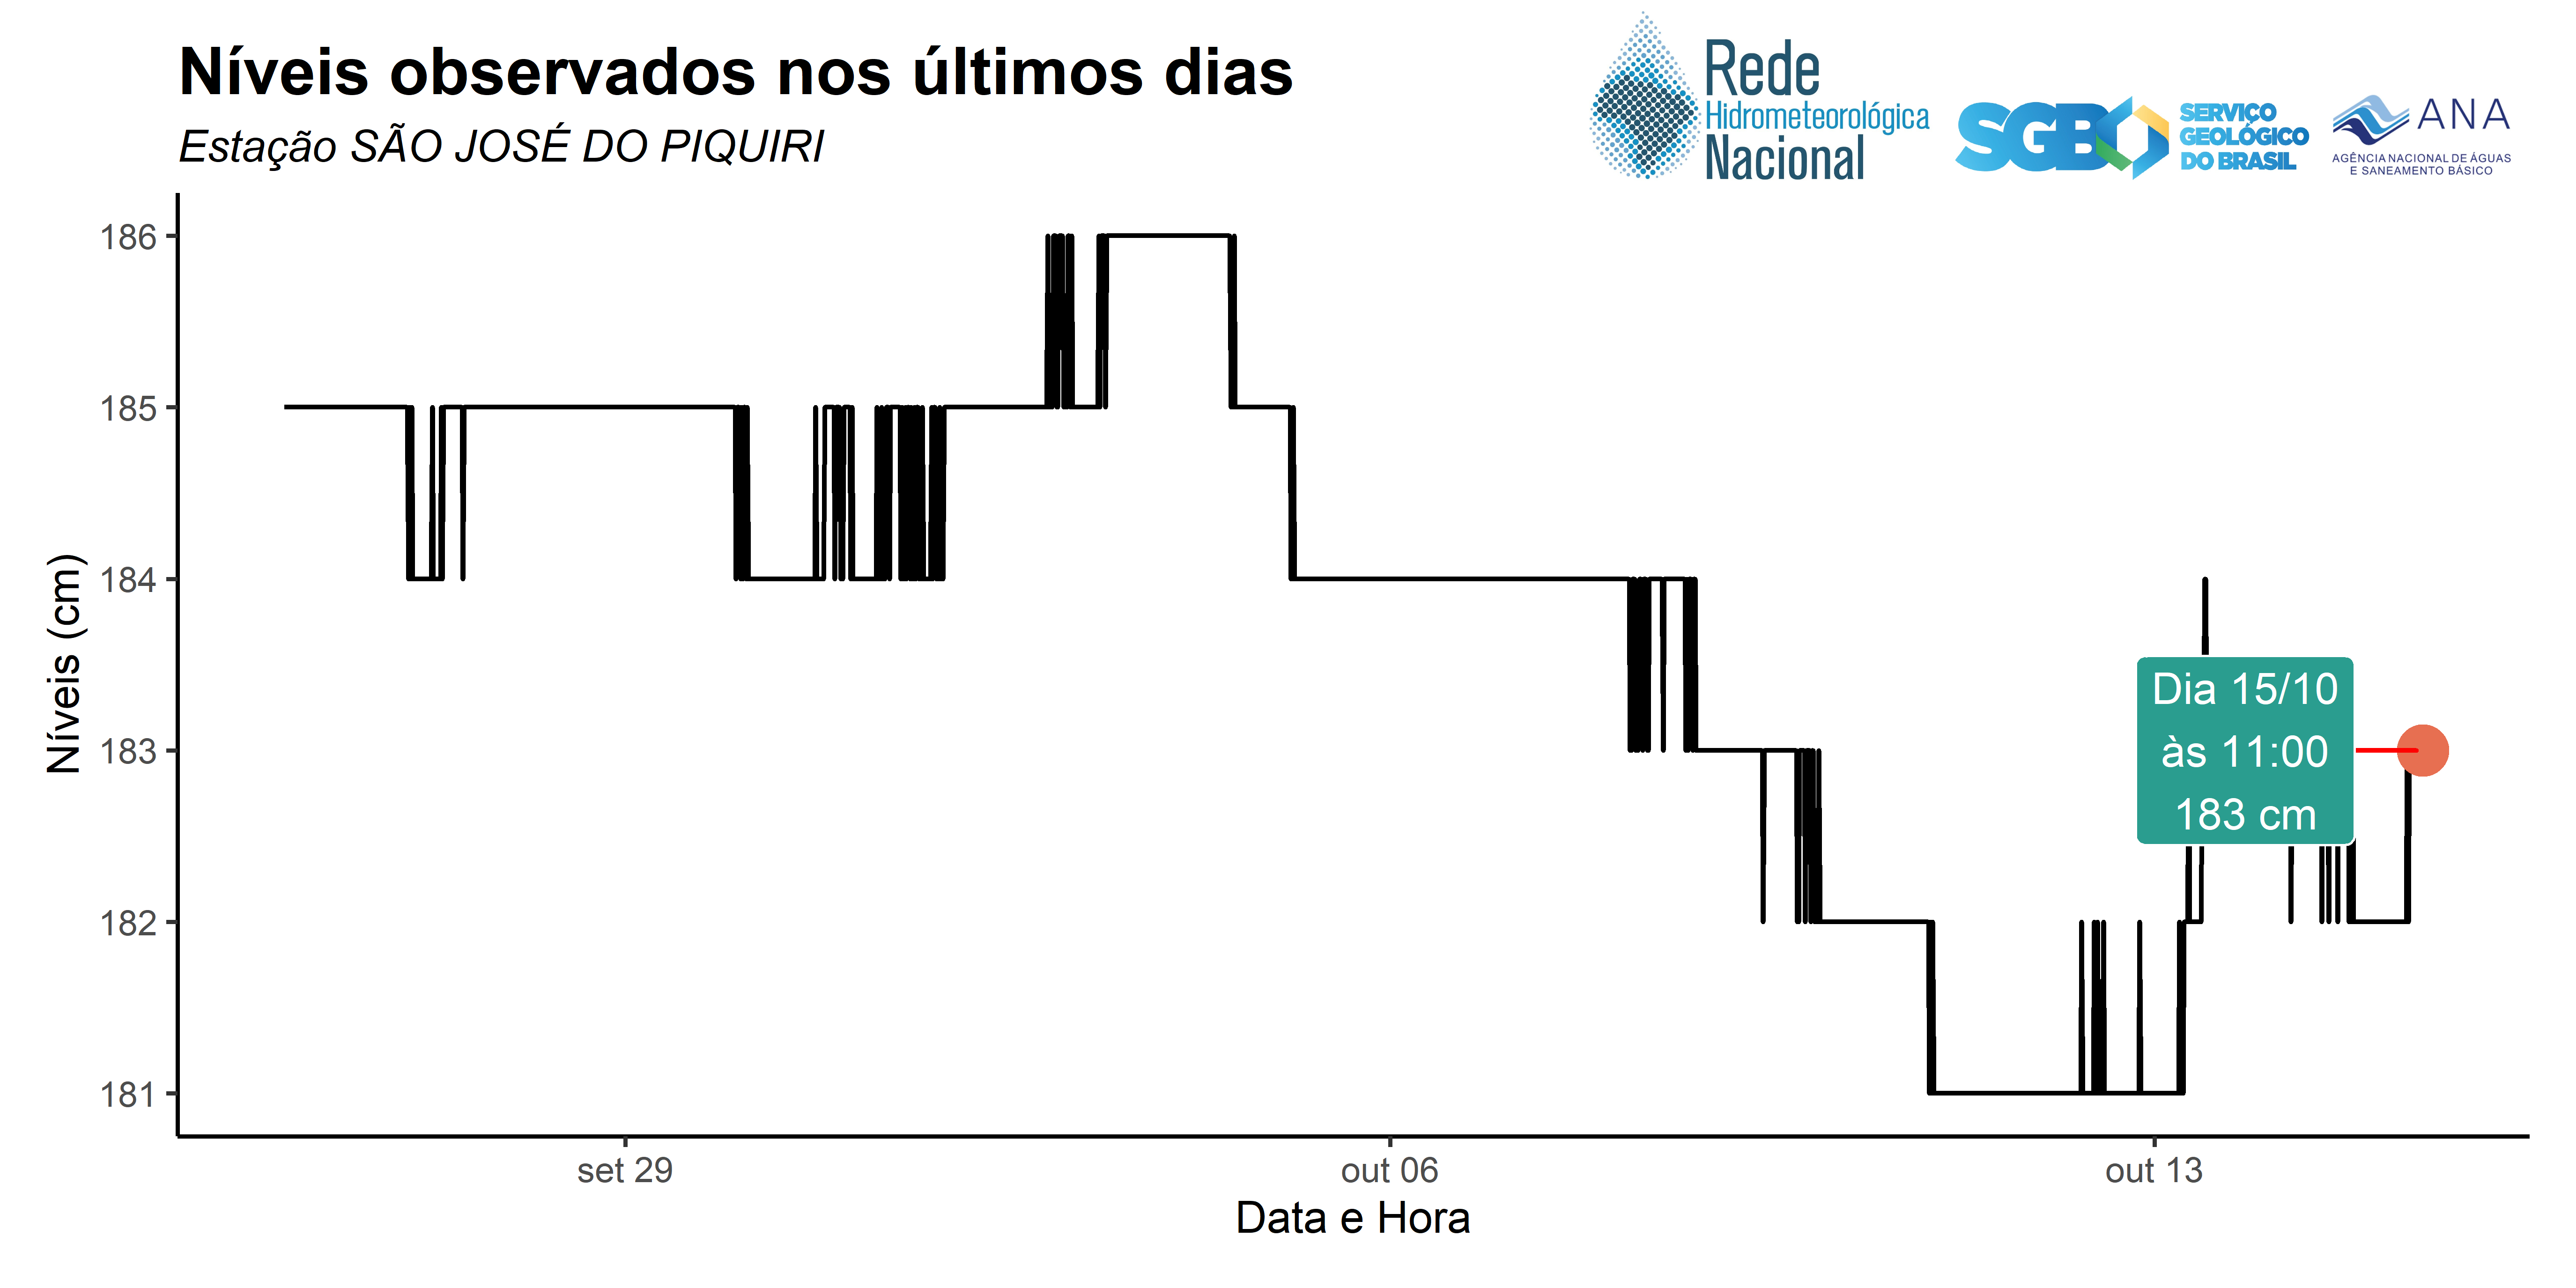 Níveis observados nos últimos dias
Estação SÃO JOSÉ DO PIQUIRI
Rede
Hidrometeorológica
Nacional
SGB
SERVIÇO
GEOLÓGICO
DO BRASIL
ANA
AGÊNCIA NACIONAL DE ÁGUAS
E SANEAMENTO BÁSICO
Níveis (cm)
186
185
184
183
182
181
Dia 15/10
às 11:00
183 cm
set 29
out 06
out 13
Data e Hora